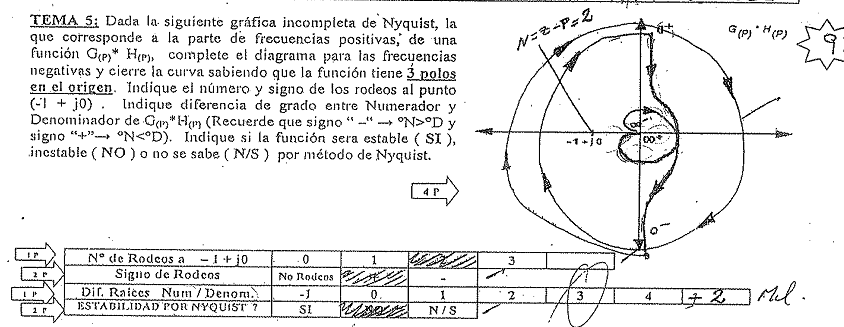 TEMA 5: Dada la siguiente gráfica incompleta de Nyquist, la
que corresponde a la parte de frecuencias positivas, de una
función G(P)* H(P), complete el diagrama para las frecuencias
negativas y cierre la curva sabiendo que la función tiene 3 polos
en el origen. Indique el número y signo de los rodeos al punto
(-1 + j0) . Indique diferencia de grado entre Numerador y
Denominador de G(P)*H(P) (Recuerde que signo "–" → ºN>ºD y
signo "+"→ ºN<ºD). Indique si la función sera estable ( SI ),
inestable ( NO ) o no se sabe ( N/S ) por método de Nyquist.
N=Z-P=2
0+
G(P) * H(P)
9
-1+j0
∞-
∞+
0-
4 P
1 P Nº de Rodeos a – 1 + j0 0 1 3
2 P Signo de Rodeos No Rodeos -
1 P Dif. Raices Num / Denom. -1 0 1 2 3 4 +2
2 P ESTABILIDAD POR NYQUIST ? SI N / S